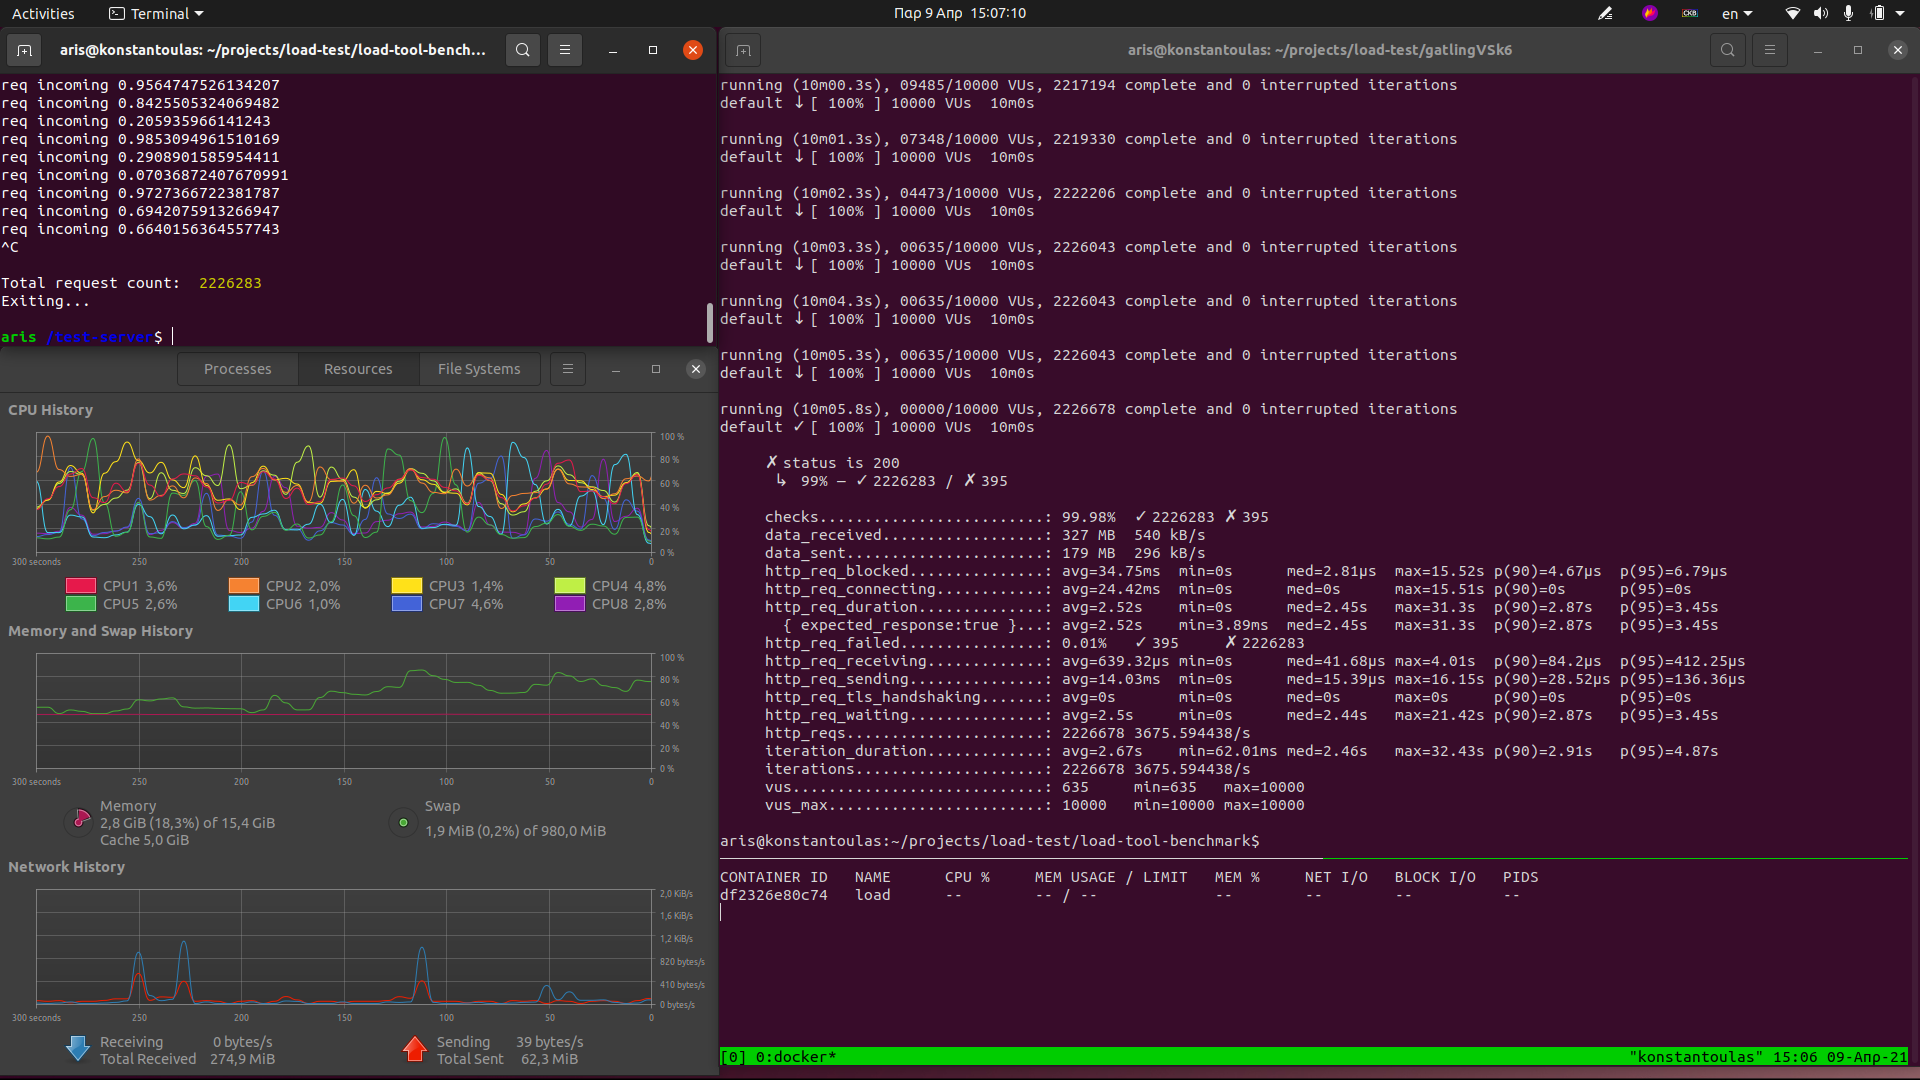 Activities
Terminal
Παρ 9 Απρ 15:07:10
CKB
en
aris@konstantoulas: ~/projects/load-test/load-tool-bench...
req incoming 0.9564747526134207
req incoming 0.8425505324069482
req incoming 0.205935966141243
req incoming 0.9853094961510169
req incoming 0.2908901585954411
req incoming 0.07036872407670991
req incoming 0.9727366722381787
req incoming 0.6942075913266947
req incoming 0.6640156364557743
^C
Total request count: 2226283
Exiting...
aris /test-server$
Processes Resources File Systems
CPU History
100 %
80 %
60 %
40 %
20 %
0 %
300 seconds 250 200 150 100 50 0
CPU1 3,6% CPU2 2,0% CPU3 1,4% CPU4 4,8%
CPU5 2,6% CPU6 1,0% CPU7 4,6% CPU8 2,8%
Memory and Swap History
100 %
80 %
60 %
40 %
20 %
0 %
300 seconds 250 200 150 100 50 0
Memory
2,8 GiB (18,3%) of 15,4 GiB
Cache 5,0 GiB
Swap
1,9 MiB (0,2%) of 980,0 MiB
Network History
2,0 KiB/s
1,6 KiB/s
1,2 KiB/s
820 bytes/s
410 bytes/s
0 bytes/s
300 seconds 250 200 150 100 50 0
Receiving 0 bytes/s
Total Received 274,9 MiB
Sending 39 bytes/s
Total Sent 62,3 MiB
aris@konstantoulas: ~/projects/load-test/gatlingVSk6
running (10m00.3s), 09485/10000 VUs, 2217194 complete and 0 interrupted iterations
default ↓ [ 100% ] 10000 VUs  10m0s
running (10m01.3s), 07348/10000 VUs, 2219330 complete and 0 interrupted iterations
default ↓ [ 100% ] 10000 VUs  10m0s
running (10m02.3s), 04473/10000 VUs, 2222206 complete and 0 interrupted iterations
default ↓ [ 100% ] 10000 VUs  10m0s
running (10m03.3s), 00635/10000 VUs, 2226043 complete and 0 interrupted iterations
default ↓ [ 100% ] 10000 VUs  10m0s
running (10m04.3s), 00635/10000 VUs, 2226043 complete and 0 interrupted iterations
default ↓ [ 100% ] 10000 VUs  10m0s
running (10m05.3s), 00635/10000 VUs, 2226043 complete and 0 interrupted iterations
default ↓ [ 100% ] 10000 VUs  10m0s
running (10m05.8s), 00000/10000 VUs, 2226678 complete and 0 interrupted iterations
default ✓ [ 100% ] 10000 VUs  10m0s
✗ status is 200
↳  99% — ✓ 2226283 / ✗ 395
checks.........................: 99.98%  ✓ 2226283 ✗ 395
data_received..................: 327 MB  540 kB/s
data_sent......................: 179 MB  296 kB/s
http_req_blocked...............: avg=34.75ms  min=0s      med=2.81µs  max=15.52s p(90)=4.67µs  p(95)=6.79µs
http_req_connecting............: avg=24.42ms  min=0s      med=0s      max=15.51s p(90)=0s      p(95)=0s
http_req_duration..............: avg=2.52s    min=0s      med=2.45s   max=31.3s  p(90)=2.87s   p(95)=3.45s
{ expected_response:true }...: avg=2.52s    min=3.89ms  med=2.45s   max=31.3s  p(90)=2.87s   p(95)=3.45s
http_req_failed................: 0.01%   ✓ 395     ✗ 2226283
http_req_receiving.............: avg=639.32µs min=0s      med=41.68µs max=4.01s  p(90)=84.2µs  p(95)=412.25µs
http_req_sending...............: avg=14.03ms  min=0s      med=15.39µs max=16.15s p(90)=28.52µs p(95)=136.36µs
http_req_tls_handshaking.......: avg=0s       min=0s      med=0s      max=0s     p(90)=0s      p(95)=0s
http_req_waiting...............: avg=2.5s     min=0s      med=2.44s   max=21.42s p(90)=2.87s   p(95)=3.45s
http_reqs......................: 2226678 3675.594438/s
iteration_duration.............: avg=2.67s    min=62.01ms med=2.46s   max=32.43s p(90)=2.91s   p(95)=4.87s
iterations.....................: 2226678 3675.594438/s
vus............................: 635     min=635   max=10000
vus_max........................: 10000   min=10000 max=10000
aris@konstantoulas:~/projects/load-test/load-tool-benchmark$
CONTAINER ID   NAME      CPU %     MEM USAGE / LIMIT   MEM %     NET I/O   BLOCK I/O   PIDS
df2326e80c74   load      --        -- / --             --        --        --          --
[0] 0:docker*
"konstantoulas" 15:06 09-Απρ-21